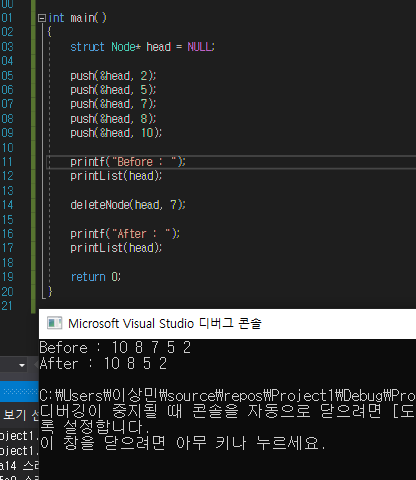 00
01 int main()
02 {
03 struct Node* head = NULL;
04
05 push(&head, 2);
06 push(&head, 5);
07 push(&head, 7);
08 push(&head, 8);
09 push(&head, 10);
10
11 printf("Before : ");
12 printList(head);
13
14 deleteNode(head, 7);
15
16 printf("After : ");
17 printList(head);
18
19 return 0;
20 }
21
Microsoft Visual Studio 디버그 콘솔
Before : 10 8 7 5 2
After : 10 8 5 2
C:₩Users₩이상민₩source₩repos₩Project1₩Debug₩Pro
디버깅이 중지될 때 콘솔을 자동으로 닫으려면 [도
록 설정합니다.
이 창을 닫으려면 아무 키나 누르세요.
보기 선
oject1.
a14 스
oject1.